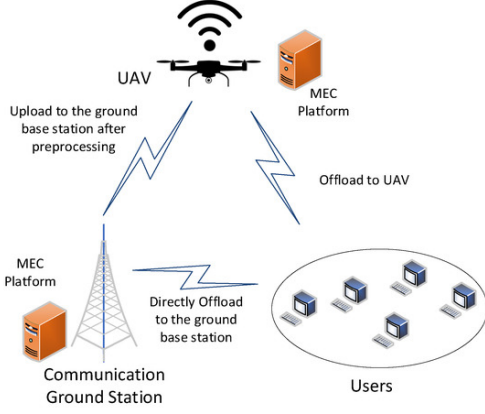 UAV
MEC
Platform
Upload to the ground
base station after
preprocessing
Offload to UAV
MEC
Platform
Directly Offload
to the ground
base station
Communication
Ground Station
Users